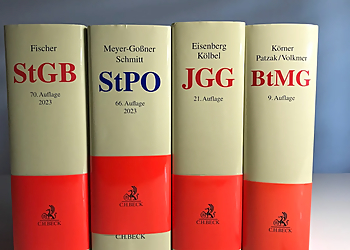 Fischer
StGB
70. Auflage
2023
C.H.BECK
Meyer-Goßner
Schmitt
StPO
66. Auflage
2023
C.H.BECK
C.H.BECK
Eisenberg
Kölbel
JGG
21. Auflage
C.H.BECK
Körner
Patzak/Volkmer
BtMG
9. Auflage
C.H.BECK